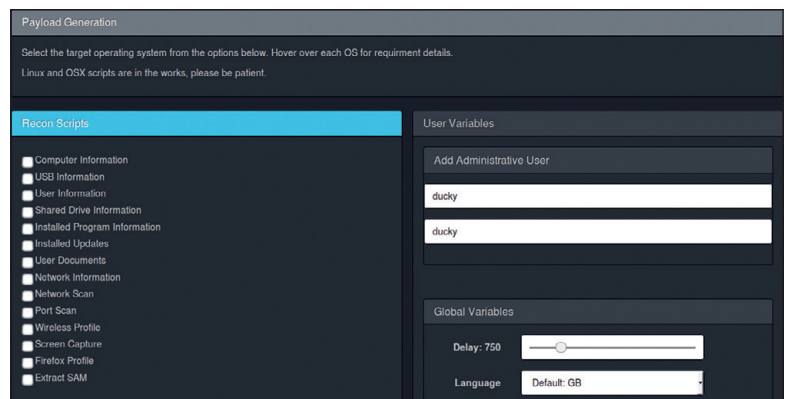 Payload Generation
Select the target operating system from the options below. Hover over each OS for requirment details.
Linux and OSX scripts are in the works, please be patient.
Recon Scripts
Computer Information
USB Information
User Information
Shared Drive Information
Installed Program Information
Installed Updates
User Documents
Network Information
Network Scan
Port Scan
Wireless Profile
Screen Capture
Firefox Profile
Extract SAM
User Variables
Add Administrative User
ducky
ducky
Global Variables
Delay: 750
Language
Default: GB